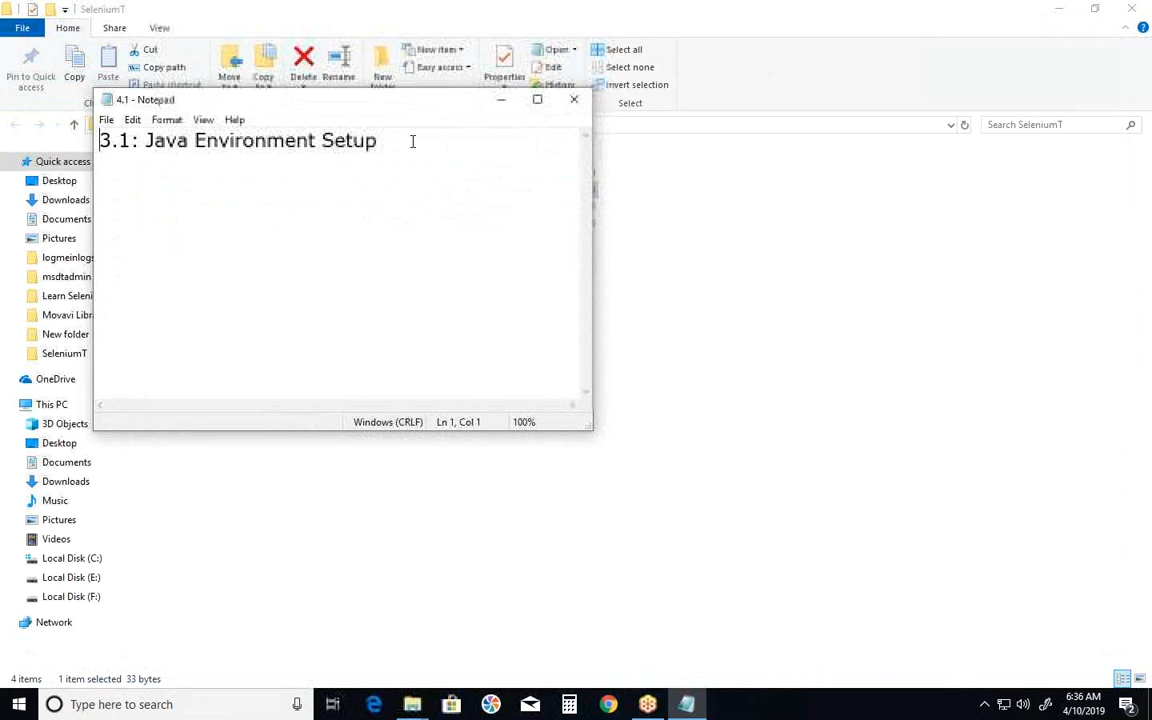 SeleniumT
File Home Share View
Pin to Quick access
Copy
Paste
Cut
Copy path
Paste shortcut
Move
Copy
Delete
Rename
New
New item
Easy access
Properties
Open
Edit
History
Select all
Select none
Invert selection
Select
4.1 - Notepad
File Edit Format View Help
3.1: Java Environment Setup
Windows (CRLF) Ln 1, Col 1 100%
Search SeleniumT
Quick access
Desktop
Downloads
Documents
Pictures
logmeinlogs
msdtadmin
Learn Seleni
Movavi Libr
New folder
SeleniumT
OneDrive
This PC
3D Objects
Desktop
Documents
Downloads
Music
Pictures
Videos
Local Disk (C:)
Local Disk (E:)
Local Disk (F:)
Network
4 items 1 item selected 33 bytes
Type here to search
6:36 AM
4/10/2019
2